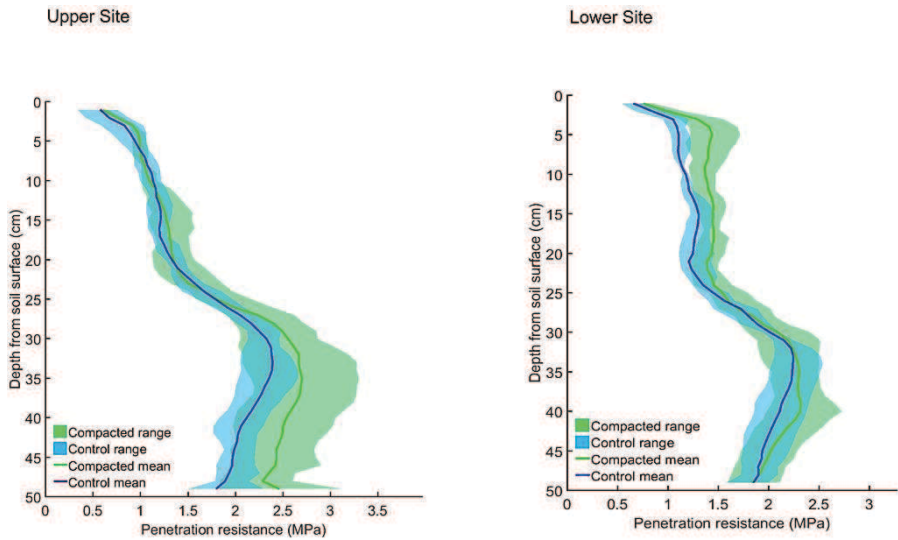 Upper Site
0
5
10
15
20
25
30
35
40
45
50
Depth from soil surface (cm)
Compacted range
Control range
Compacted mean
Control mean
0 0.5 1 1.5 2 2.5 3 3.5
Penetration resistance (MPa)
Lower Site
0
5
10
15
20
25
30
35
40
45
50
Depth from soil surface (cm)
Compacted range
Control range
Compacted mean
Control mean
0 0.5 1 1.5 2 2.5 3
Penetration resistance (MPa)